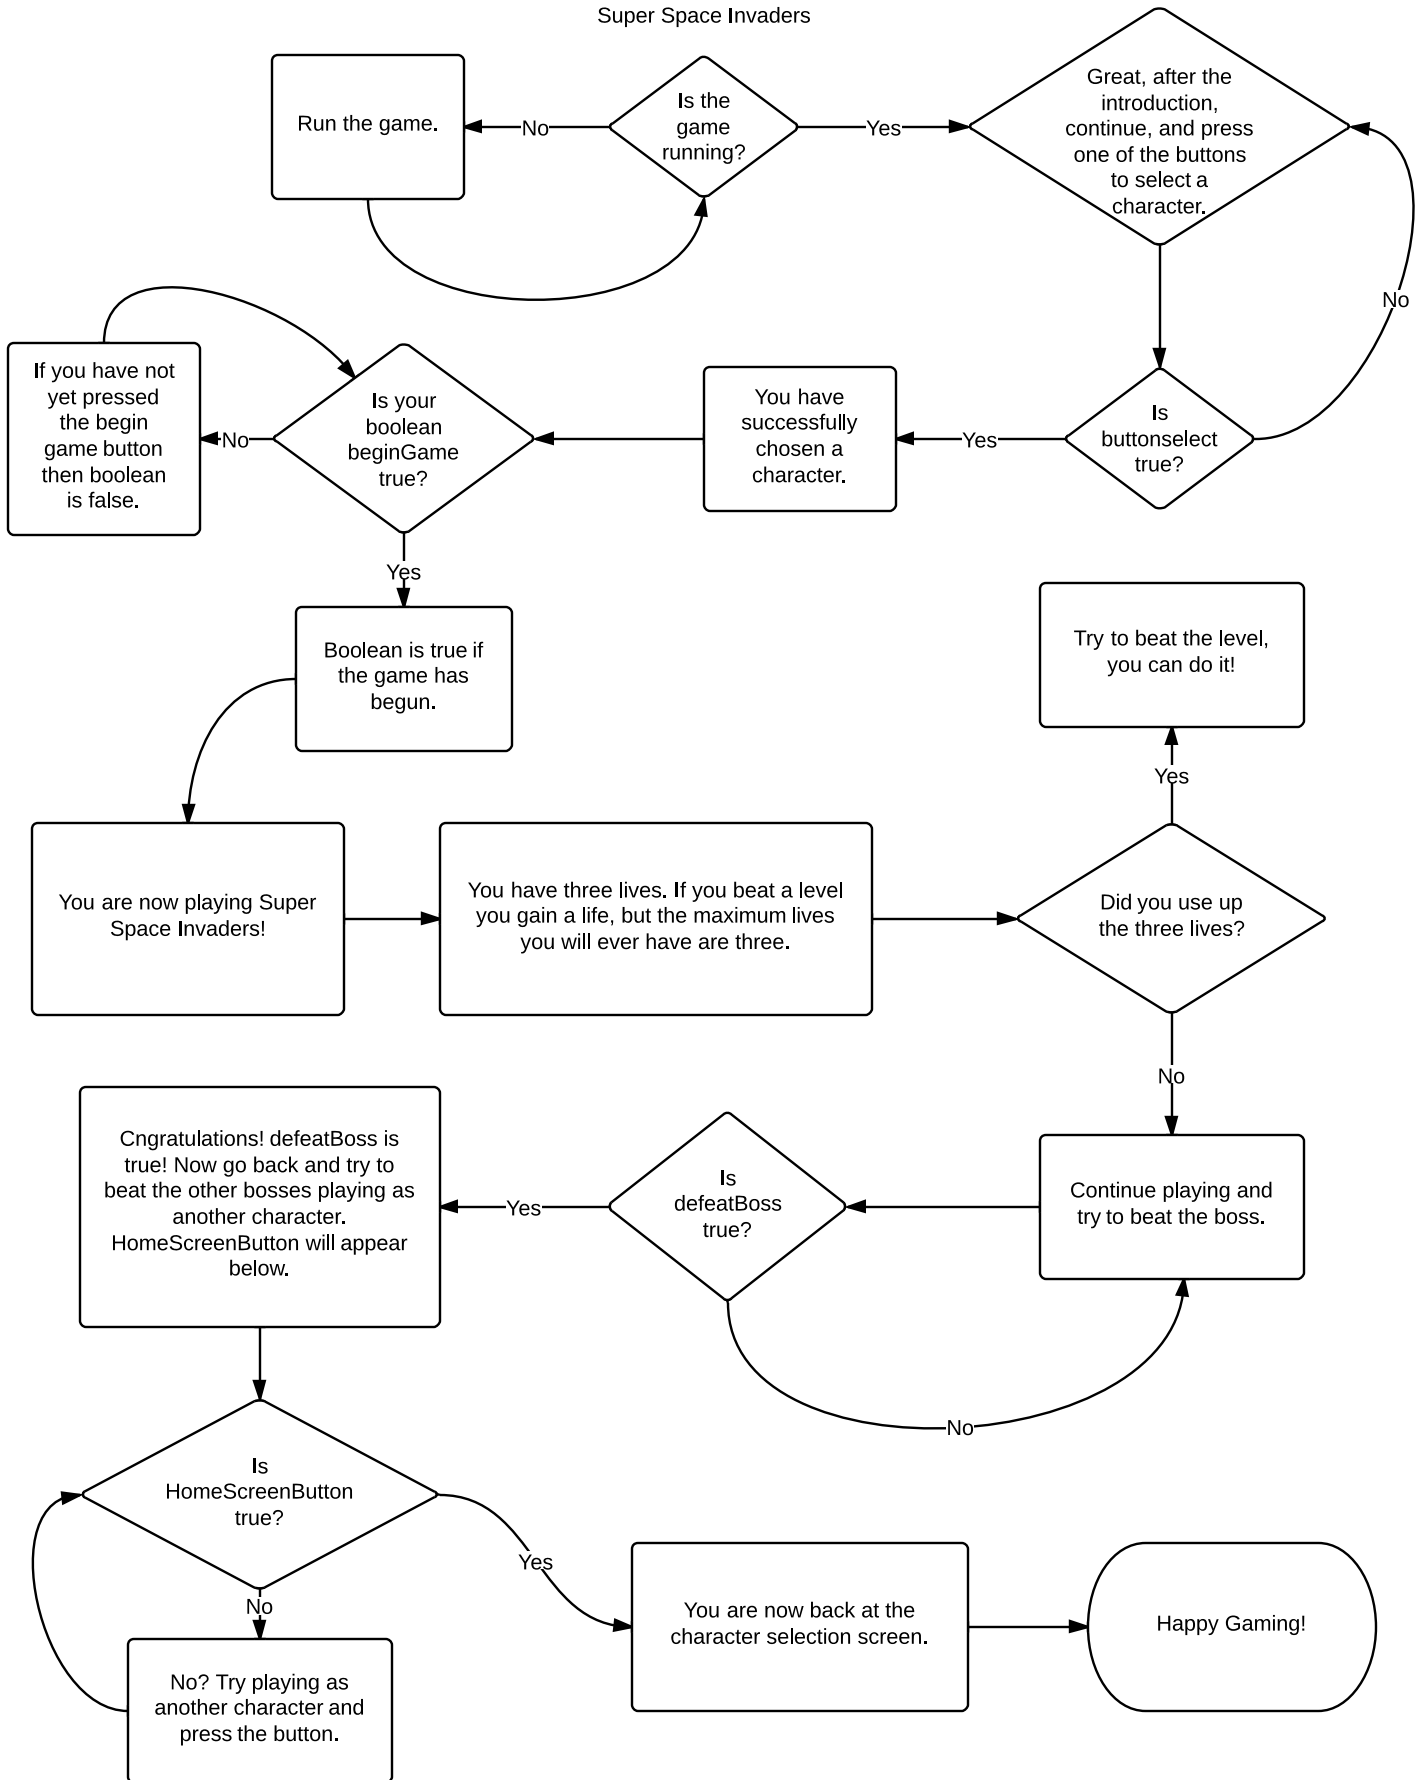 Super Space Invaders
Run the game.
No
Is the
game
running?
Yes
Great, after the
introduction,
continue, and press
one of the buttons
to select a
character.
No
If you have not
yet pressed
the begin
game button
then boolean
is false.
No
Is your
boolean
beginGame
true?
You have
successfully
chosen a
character.
Yes
Is
buttonselect
true?
Yes
Boolean is true if
the game has
begun.
Try to beat the level,
you can do it!
Yes
You are now playing Super
Space Invaders!
You have three lives. If you beat a level
you gain a life, but the maximum lives
you will ever have are three.
Did you use up
the three lives?
No
Cngratulations! defeatBoss is
true! Now go back and try to
beat the other bosses playing as
another character.
HomeScreenButton will appear
below.
Yes
Is
defeatBoss
true?
Continue playing and
try to beat the boss.
No
Is
HomeScreenButton
true?
Yes
No
You are now back at the
character selection screen.
Happy Gaming!
No? Try playing as
another character and
press the button.